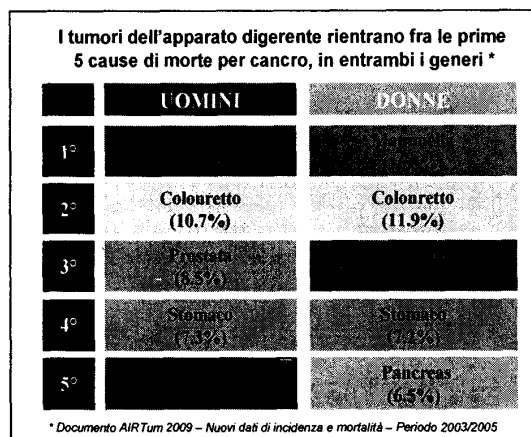 I tumori dell'apparato digerente rientrano fra le prime
5 cause di morte per cancro, in entrambi i generi *
UOMINI DONNE
1°
2° Colonretto Colonretto
(10.7%) (11.9%)
3° Prostata
(8.5%)
4° Stomaco Stomaco
(7.3%) (7.2%)
5° Pancreas
(6.5%)
* Documento AIRTum 2009 – Nuovi dati di incidenza e mortalità – Periodo 2003/2005